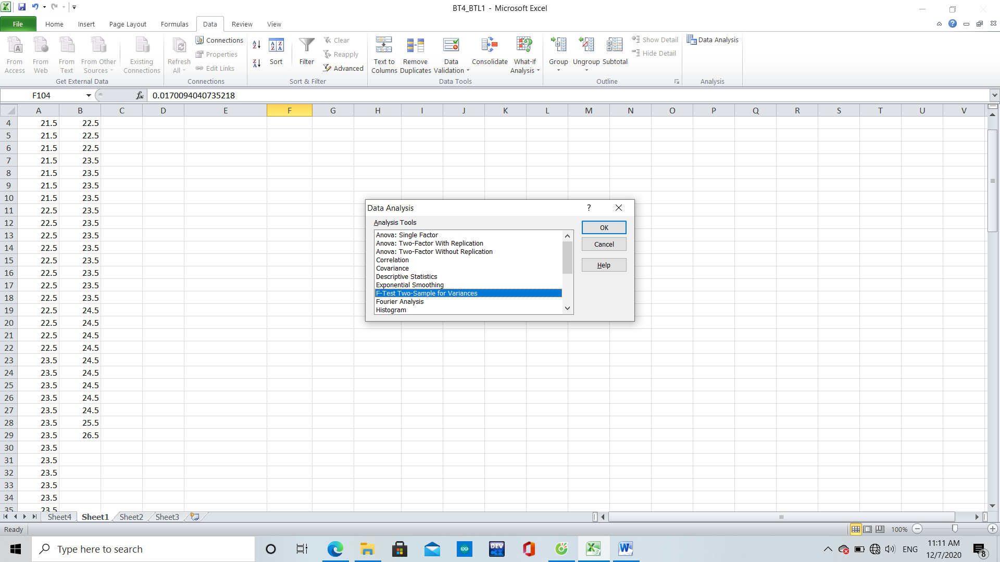 BT4_BTL1 - Microsoft Excel
File Home Insert Page Layout Formulas Data Review View
From Access
From Web
From Text
From Other Sources
Existing Connections
Get External Data
Refresh All
Connections
Properties
Edit Links
Connections
Sort
Filter
Clear
Reapply
Advanced
Sort & Filter
Text to Columns
Remove Duplicates
Data Validation
Consolidate
What-If Analysis
Data Tools
Group
Ungroup
Subtotal
Show Detail
Hide Detail
Outline
Data Analysis
Analysis
F104 fx 0.0170094040735218
A B C D E F G H I J K L M N O P Q R S T U V
4 21.5 22.5
5 21.5 22.5
6 21.5 22.5
7 21.5 23.5
8 21.5 23.5
9 21.5 23.5
10 21.5 23.5
11 22.5 23.5
12 22.5 23.5
13 22.5 23.5
14 22.5 23.5
15 22.5 23.5
16 22.5 23.5
17 22.5 23.5
18 22.5 23.5
19 22.5 24.5
20 22.5 24.5
21 22.5 24.5
22 22.5 24.5
23 23.5 24.5
24 23.5 24.5
25 23.5 24.5
26 23.5 24.5
27 23.5 24.5
28 23.5 25.5
29 23.5 26.5
30 23.5
31 23.5
32 23.5
33 23.5
34 23.5
35 23.5
Data Analysis ?
Analysis Tools
Anova: Single Factor
Anova: Two-Factor With Replication
Anova: Two-Factor Without Replication
Correlation
Covariance
Descriptive Statistics
Exponential Smoothing
F-Test Two-Sample for Variances
Fourier Analysis
Histogram
OK
Cancel
Help
Sheet4 Sheet1 Sheet2 Sheet3
Ready 100%
Type here to search
DEV C++
ENG
11:11 AM
12/7/2020
8